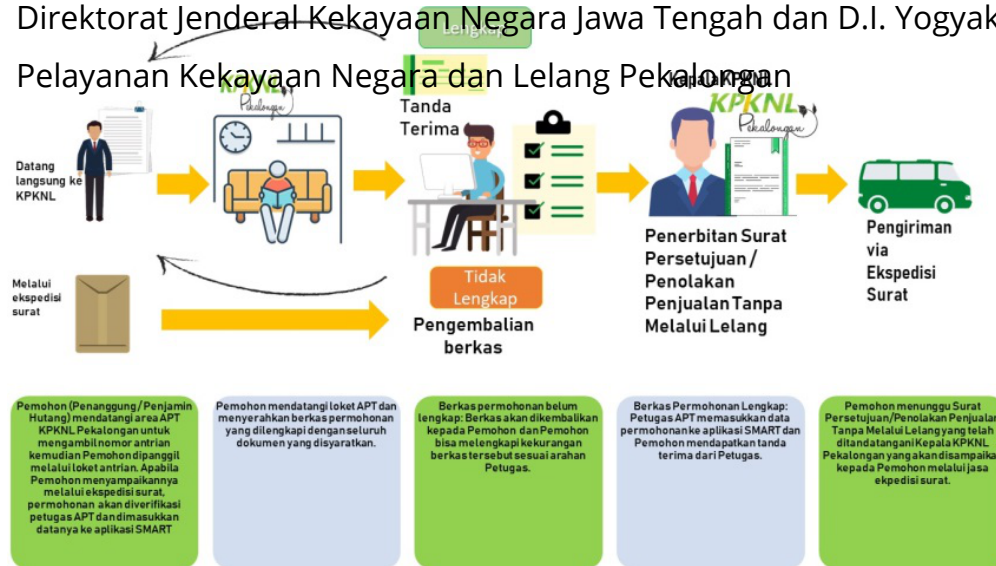 Direktorat Jenderal Kekayaan Negara Jawa Tengah dan D.I. Yogyak
Pelayanan Kekayaan Negara dan Lelang Pekalongan
Lengkap
Kepala KPKNL
KPKNL
Pekalongan
Tanda
Terima
KPKNL
Pekalongan
Datang
langsung ke
KPKNL
Penerbitan Surat
Persetujuan /
Penolakan
Penjualan Tanpa
Melalui Lelang
Pengiriman
via
Ekspedisi
Surat
Melalui
ekspedisi
surat
Tidak
Lengkap
Pengembalian
berkas
Pemohon (Penanggung/Penjamin
Hutang) mendatangi area APT
KPKNL Pekalongan untuk
mengambil nomor antrian
kemudian Pemohon dipanggil
melalui loket antrian. Apabila
Pemohon menyampaikannya
melalui ekspedisi surat,
permohonan akan diverifikasi
petugas APT dan dimasukkan
datanya ke aplikasi SMART
Pemohon mendatangi loket APT dan
menyerahkan berkas permohonan
yang dilengkapi dengan seluruh
dokumen yang disyaratkan.
Berkas permohonan belum
lengkap: Berkas akan dikembalikan
kepada Pemohon dan Pemohon
bisa melengkapi kekurangan
berkas tersebut sesuai arahan
Petugas.
Berkas Permohonan Lengkap:
Petugas APT memasukkan data
permohonan ke aplikasi SMART dan
Pemohon mendapatkan tanda
terima dari Petugas.
Pemohon menunggu Surat
Persetujuan/Penolakan Penjualan
Tanpa Melalui Lelang yang telah
ditandatangani Kepala KPKNL
Pekalongan yang akan disampaika
kepada Pemohon melalui jasa
ekpedisi surat.